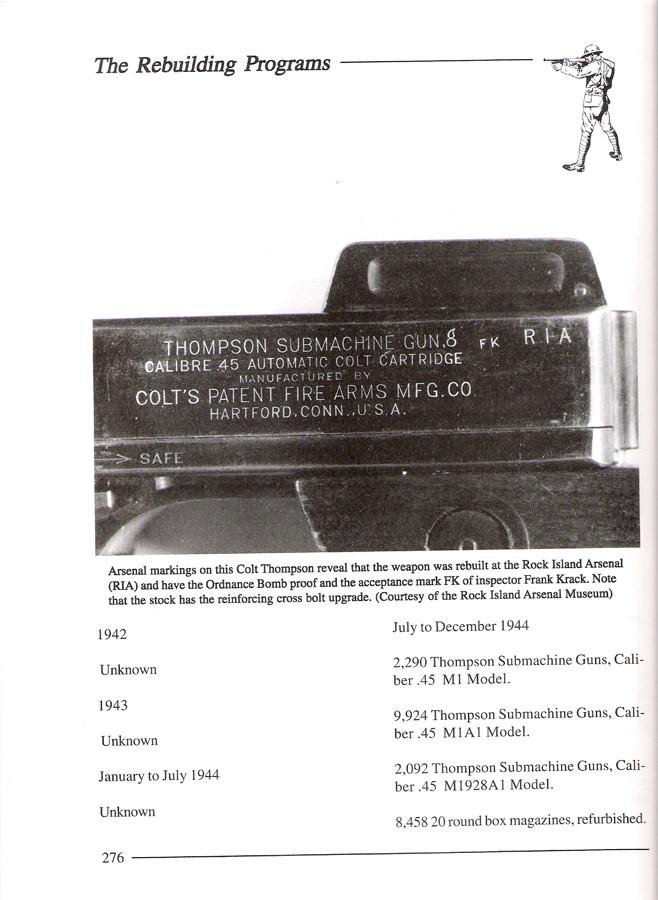 The Rebuilding Programs
THOMPSON SUBMACHINE GUN.8 FK RIA
CALIBRE .45 AUTOMATIC COLT CARTRIDGE
MANUFACTURED BY
COLT'S PATENT FIRE ARMS MFG.CO
HARTFORD, CONN.,U.S.A.
SAFE
Arsenal markings on this Colt Thompson reveal that the weapon was rebuilt at the Rock Island Arsenal
(RIA) and have the Ordnance Bomb proof and the acceptance mark FK of inspector Frank Krack. Note
that the stock has the reinforcing cross bolt upgrade. (Courtesy of the Rock Island Arsenal Museum)
1942
Unknown
1943
Unknown
January to July 1944
Unknown
July to December 1944
2,290 Thompson Submachine Guns, Cali-
ber .45 M1 Model.
9,924 Thompson Submachine Guns, Cali-
ber .45 M1A1 Model.
2,092 Thompson Submachine Guns, Cali-
ber .45 M1928A1 Model.
8,458 20 round box magazines, refurbished.
276